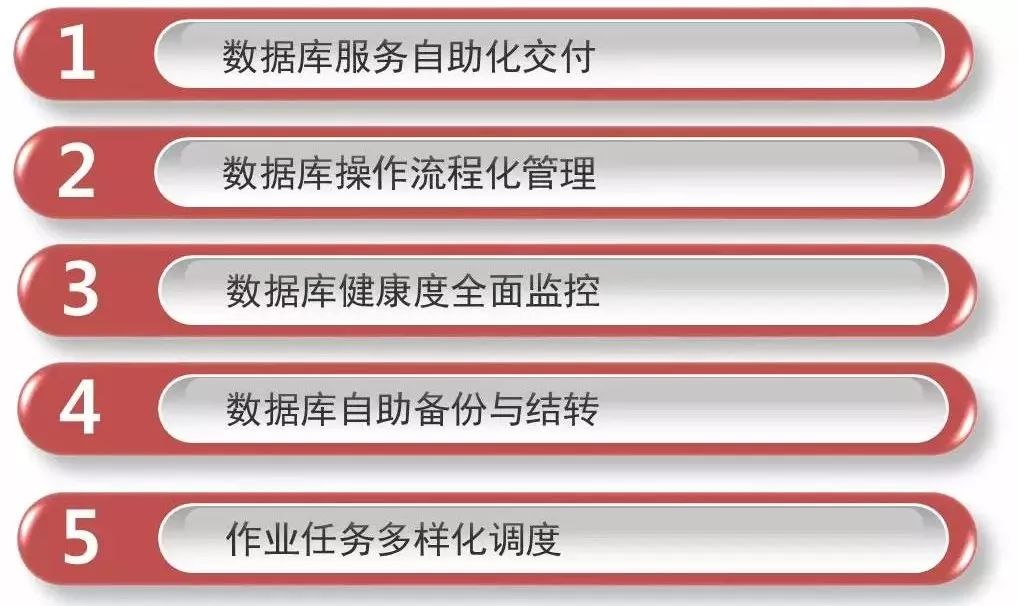 1 数据库服务自助化交付
2 数据库操作流程化管理
3 数据库健康度全面监控
4 数据库自助备份与结转
5 作业任务多样化调度